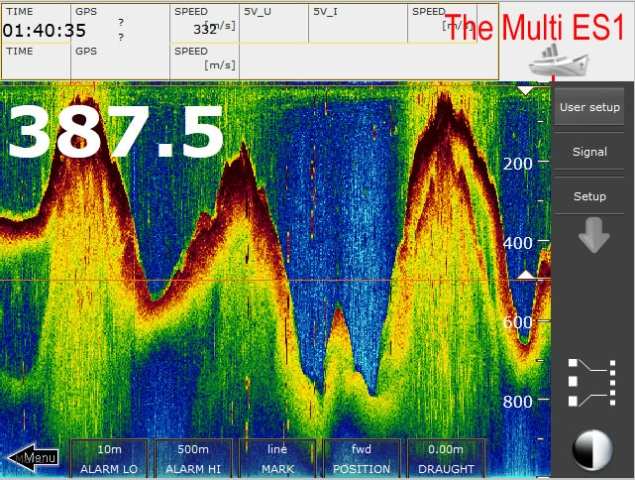 TIME GPS SPEED 5V_U 5V_I SPEED
The Multi ES1
01:40:35 ? ? 332 [m/s] [m/s]
TIME GPS SPEED
[m/s]
387.5
User setup
Signal
Setup
200
400
600
800
Menu
10m 500m line fwd 0.00m
ALARM LO ALARM HI MARK POSITION DRAUGHT